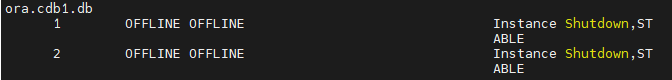 ora.cdb1.db
1 OFFLINE OFFLINE Instance Shutdown,ST
ABLE
2 OFFLINE OFFLINE Instance Shutdown,ST
ABLE